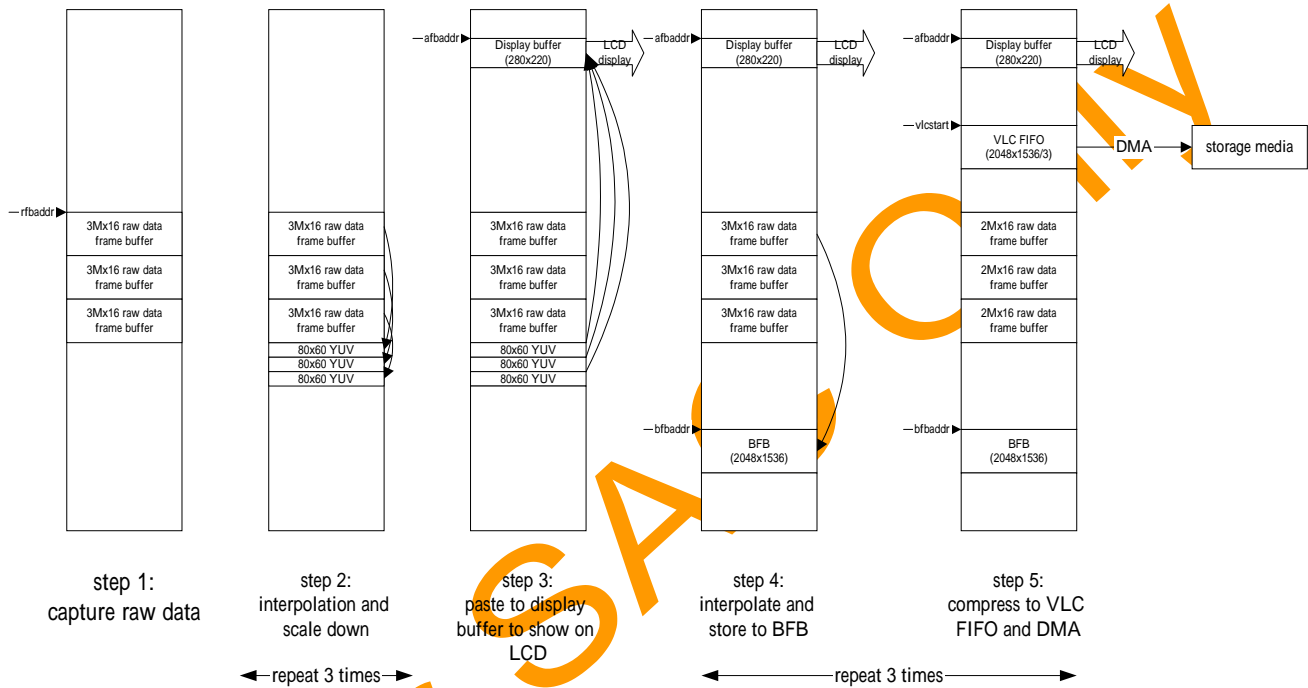 rfbaddr
3Mx16 raw data
frame buffer
3Mx16 raw data
frame buffer
3Mx16 raw data
frame buffer
step 1:
capture raw data
3Mx16 raw data
frame buffer
3Mx16 raw data
frame buffer
3Mx16 raw data
frame buffer
80x60 YUV
80x60 YUV
80x60 YUV
step 2:
interpolation and
scale down
repeat 3 times
afbaddr
Display buffer
(280x220)
LCD
display
3Mx16 raw data
frame buffer
3Mx16 raw data
frame buffer
3Mx16 raw data
frame buffer
80x60 YUV
80x60 YUV
80x60 YUV
step 3:
paste to display
buffer to show on
LCD
afbaddr
Display buffer
(280x220)
LCD
display
3Mx16 raw data
frame buffer
3Mx16 raw data
frame buffer
3Mx16 raw data
frame buffer
bfbaddr
BFB
(2048x1536)
step 4:
interpolate and
store to BFB
afbaddr
Display buffer
(280x220)
LCD
display
vlcstart
VLC FIFO
(2048x1536/3)
DMA
storage media
2Mx16 raw data
frame buffer
2Mx16 raw data
frame buffer
2Mx16 raw data
frame buffer
bfbaddr
BFB
(2048x1536)
step 5:
compress to VLC
FIFO and DMA
repeat 3 times